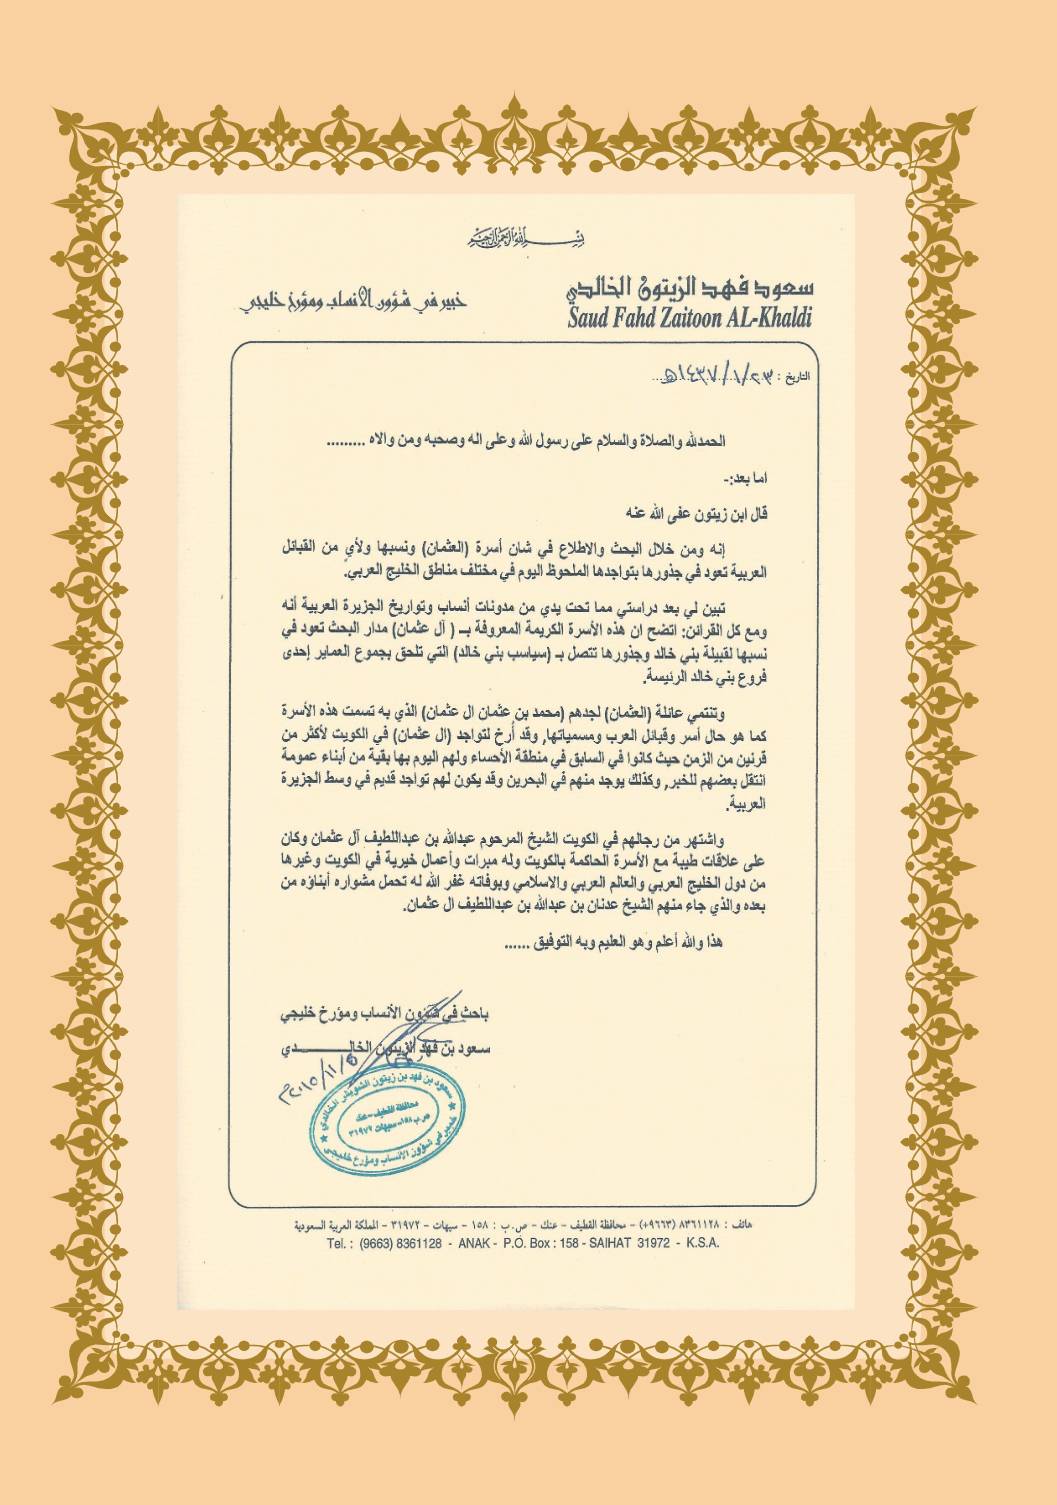 بسم الله الرحمن الرحيم
سعود فهد الزيتون الخالدي
Saud Fahd Zaitoon AL-Khaldi
خبير في شؤون الانساب ومؤرخ خليجي
التاريخ : ٢٣/١/١٤٣٧هـ
الحمدلله والصلاة والسلام على رسول الله وعلى اله وصحبه ومن والاه .........
اما بعد:-
قال ابن زيتون عفى الله عنه
إنه ومن خلال البحث والاطلاع في شان أسرة (العثمان) ونسبها ولأي من القبائل
العربية تعود في جذورها بتواجدها الملحوظ اليوم في مختلف مناطق الخليج العربي.
تبين لي بعد دراستي مما تحت يدي من مدونات أنساب وتواريخ الجزيرة العربية أنه
ومع كل القرائن: اتضح ان هذه الأسرة الكريمة المعروفة بـ ( آل عثمان) مدار البحث تعود في
نسبها لقبيلة بني خالد وجذورها تتصل بـ (سياسب بني خالد) التي تلحق بجموع العماير إحدى
فروع بني خالد الرئيسة.
وتنتمي عائلة (العثمان) لجدهم (محمد بن عثمان ال عثمان) الذي به تسمت هذه الأسرة
كما هو حال أسر وقبائل العرب ومسمياتها, وقد أُرخ لتواجد (ال عثمان) في الكويت لأكثر من
قرنين من الزمن حيث كانوا في السابق في منطقة الأحساء ولهم اليوم بها بقية من أبناء عمومة
انتقل بعضهم للخبر, وكذلك يوجد منهم في البحرين وقد يكون لهم تواجد قديم في وسط الجزيرة
العربية.
واشتهر من رجالهم في الكويت الشيخ المرحوم عبدالله بن عبداللطيف آل عثمان وكان
على علاقات طيبة مع الأسرة الحاكمة بالكويت وله مبرات وأعمال خيرية في الكويت وغيرها
من دول الخليج العربي والعالم العربي والاسلامي وبوفاته غفر الله له تحمل مشواره أبناؤه من
بعده والذي جاء منهم الشيخ عدنان بن عبدالله بن عبداللطيف ال عثمان.
هذا والله أعلم وهو العليم وبه التوفيق ......
باحث في شئون الأنساب ومؤرخ خليجي
سعود بن فهد الزيتون الخالـــــدي
٢٠١٥/١١/٥م
سعود بن فهد بن زيتون الشويش الخالدي
محافظة القطيف - عنك
ص ب ١٥٨ - سيهات ٣١٩٧٢
خبير في شؤون الانساب ومؤرخ خليجي
هاتف : ٨٣٦١١٢٨ (٩٦٦٣+) - محافظة القطيف - عنك - ص.ب : ١٥٨ - سيهات - ٣١٩٧٢ - المملكة العربية السعودية
Tel. : (9663) 8361128 - ANAK - P.O. Box : 158 - SAIHAT 31972 - K.S.A.